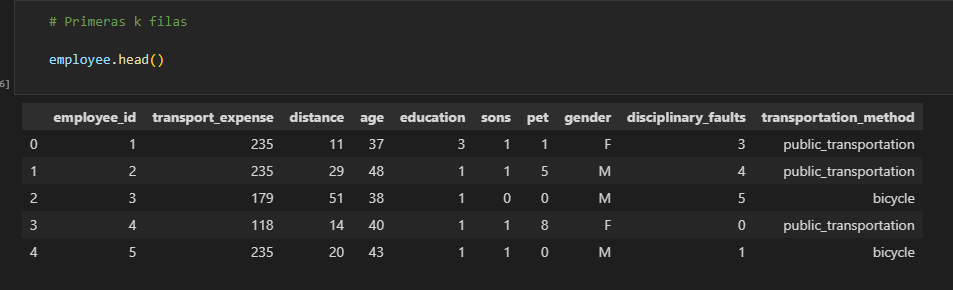 # Primeras k filas
employee.head()
6]
employee_id transport_expense distance age education sons pet gender disciplinary_faults transportation_method
0 1 235 11 37 3 1 1 F 3 public_transportation
1 2 235 29 48 1 1 5 M 4 public_transportation
2 3 179 51 38 1 0 0 M 5 bicycle
3 4 118 14 40 1 1 8 F 0 public_transportation
4 5 235 20 43 1 1 0 M 1 bicycle